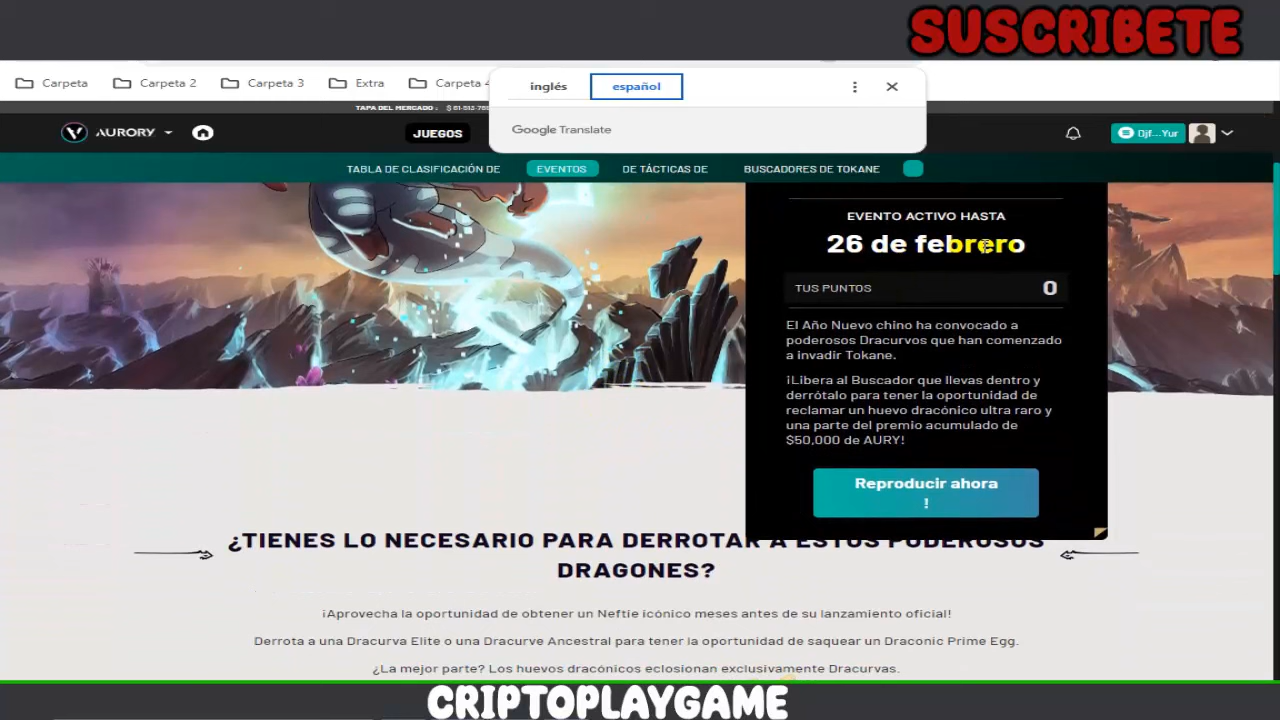 SUSCRIBETE
Carpeta
Carpeta 2
Carpeta 3
Extra
Carpeta 4
inglés
español
Google Translate
TAPA DEL MERCADO :
AURORY
JUEGOS
Djf...Yur
TABLA DE CLASIFICACIÓN DE
EVENTOS
DE TÁCTICAS DE
BUSCADORES DE TOKANE
EVENTO ACTIVO HASTA
26 de febrero
TUS PUNTOS
0
El Año Nuevo chino ha convocado a
poderosos Dracurvos que han comenzado
a invadir Tokane.
¡Libera al Buscador que llevas dentro y
derrótalo para tener la oportunidad de
reclamar un huevo dracónico ultra raro y
una parte del premio acumulado de
$50,000 de AURY!
Reproducir ahora
!
¿TIENES LO NECESARIO PARA DERROTAR A ESTOS PODEROSOS
DRAGONES?
¡Aprovecha la oportunidad de obtener un Neftie icónico meses antes de su lanzamiento oficial!
Derrota a una Dracurva Elite o una Dracurve Ancestral para tener la oportunidad de saquear un Draconic Prime Egg.
¿La mejor parte? Los huevos dracónicos eclosionan exclusivamente Dracurvas.
CRIPTOPLAYGAME